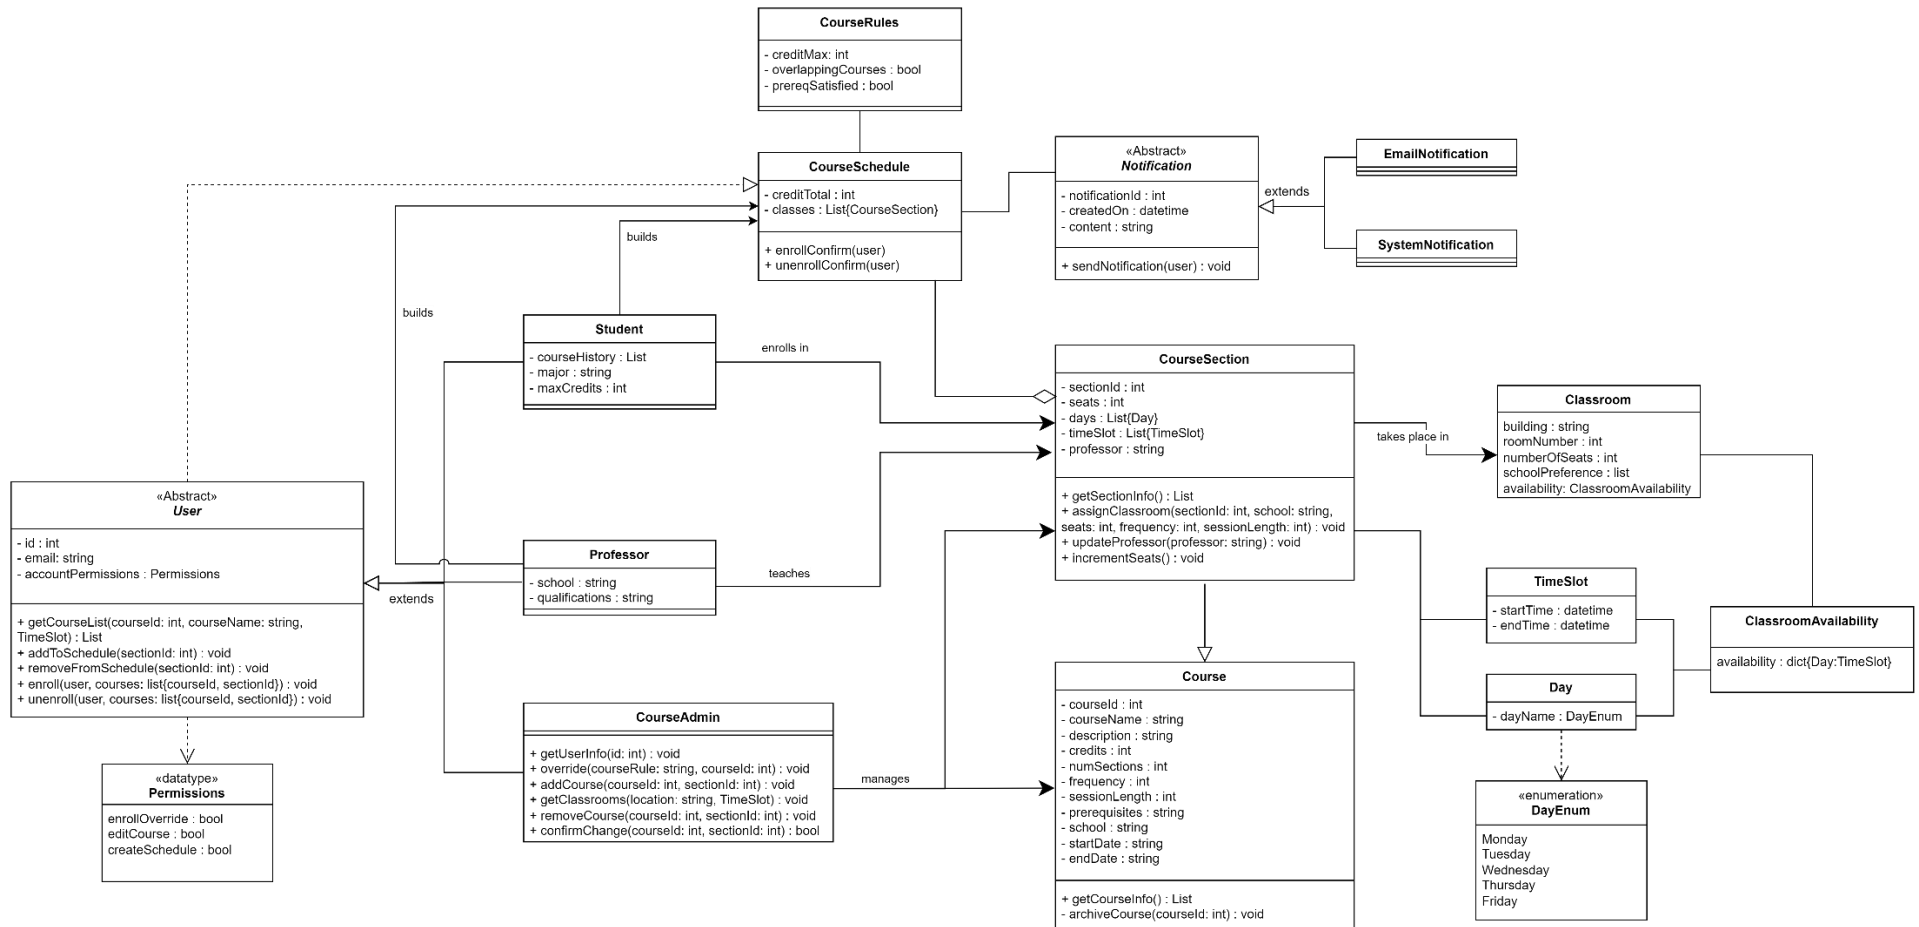 CourseRules
- creditMax: int
- overlappingCourses : bool
- prereqSatisfied : bool
CourseSchedule
- creditTotal : int
- classes : List{CourseSection}
+ enrollConfirm(user)
+ unenrollConfirm(user)
«Abstract»
Notification
- notificationId : int
- createdOn : datetime
- content : string
+ sendNotification(user) : void
extends
EmailNotification
SystemNotification
builds
builds
Student
- courseHistory : List
- major : string
- maxCredits : int
enrolls in
CourseSection
- sectionId : int
- seats : int
- days : List{Day}
- timeSlot : List{TimeSlot}
- professor : string
+ getSectionInfo() : List
+ assignClassroom(sectionId: int, school: string,
seats: int, frequency: int, sessionLength: int) : void
+ updateProfessor(professor: string) : void
+ incrementSeats() : void
takes place in
Classroom
building : string
roomNumber : int
numberOfSeats : int
schoolPreference : list
availability: ClassroomAvailability
«Abstract»
User
- id : int
- email: string
- accountPermissions : Permissions
+ getCourseList(courseId: int, courseName: string,
TimeSlot) : List
+ addToSchedule(sectionId: int) : void
+ removeFromSchedule(sectionId: int) : void
+ enroll(user, courses: list{courseId, sectionId}) : void
+ unenroll(user, courses: list{courseId, sectionId}) : void
extends
Professor
- school : string
- qualifications : string
teaches
TimeSlot
- startTime : datetime
- endTime : datetime
ClassroomAvailability
availability : dict{Day:TimeSlot}
Day
- dayName : DayEnum
Course
- courseId : int
- courseName : string
- description : string
- credits : int
- numSections : int
- frequency : int
- sessionLength : int
- prerequisites : string
- school : string
- startDate : string
- endDate : string
+ getCourseInfo() : List
- archiveCourse(courseId: int) : void
CourseAdmin
+ getUserInfo(id: int) : void
+ override(courseRule: string, courseId: int) : void
+ addCourse(courseId: int, sectionId: int) : void
+ getClassrooms(location: string, TimeSlot) : void
+ removeCourse(courseId: int, sectionId: int) : void
+ confirmChange(courseId: int, sectionId: int) : bool
manages
«datatype»
Permissions
enrollOverride : bool
editCourse : bool
createSchedule : bool
«enumeration»
DayEnum
Monday
Tuesday
Wednesday
Thursday
Friday